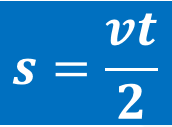 s = vt/2